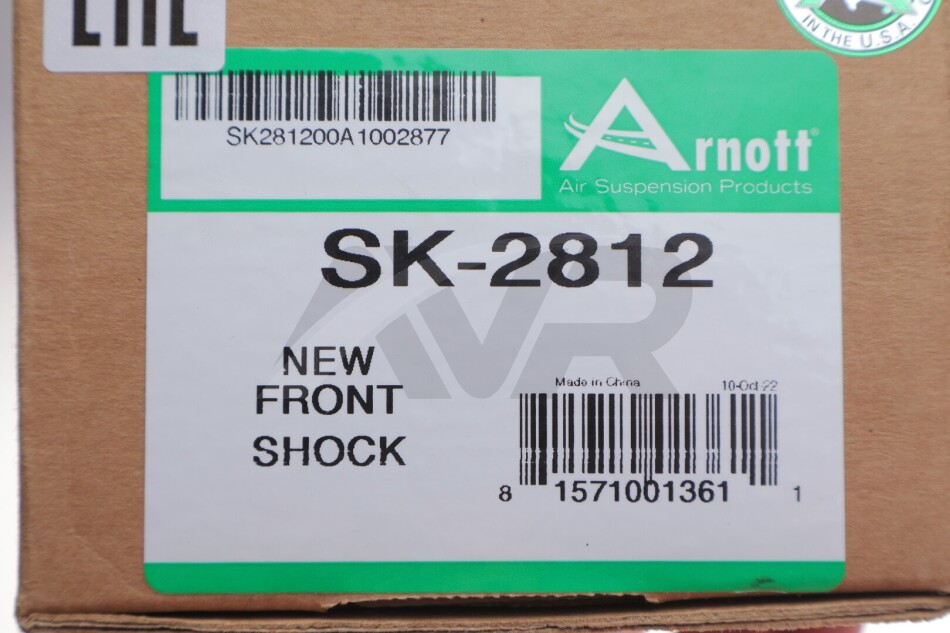 EAC
IN THE U.S.A.
SK281200A1002877
Arnott®
Air Suspension Products
SK-2812
AVR
NEW
FRONT
SHOCK
Made in China
10-Oct-22
8 1571001361 1